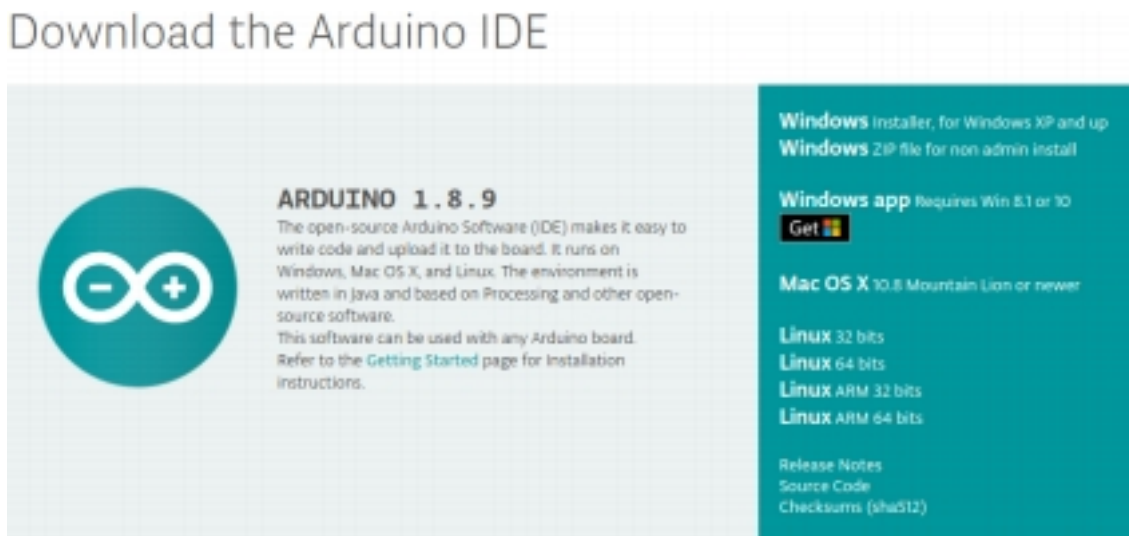 Download the Arduino IDE
ARDUINO 1.8.9
The open-source Arduino Software (IDE) makes it easy to
write code and upload it to the board. It runs on
Windows, Mac OS X, and Linux. The environment is
written in Java and based on Processing and other open-
source software.
This software can be used with any Arduino board.
Refer to the Getting Started page for Installation
instructions.
Windows Installer, for Windows XP and up
Windows ZIP file for non admin install
Windows app Requires Win 8.1 or 10
Get
Mac OS X 10.8 Mountain Lion or newer
Linux 32 bits
Linux 64 bits
Linux ARM 32 bits
Linux ARM 64 bits
Release Notes
Source Code
Checksums (sha512)